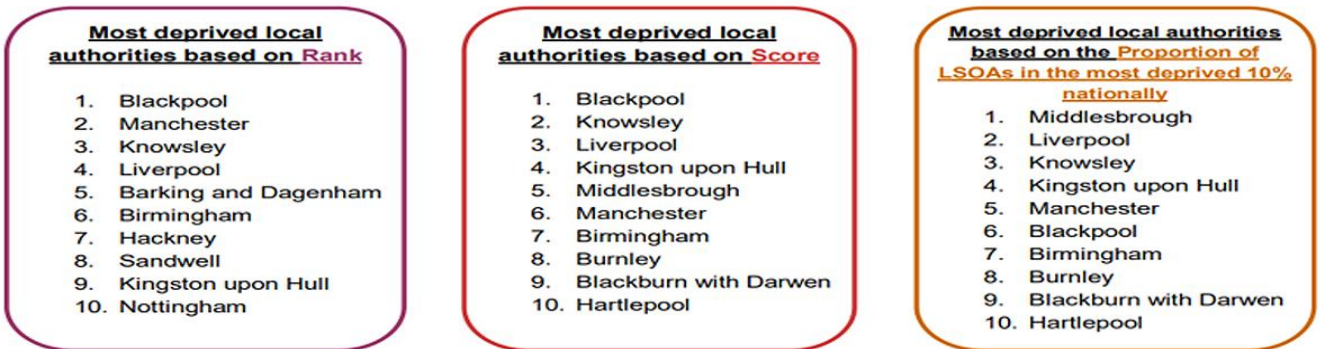 Most deprived local
authorities based on Rank
1. Blackpool
2. Manchester
3. Knowsley
4. Liverpool
5. Barking and Dagenham
6. Birmingham
7. Hackney
8. Sandwell
9. Kingston upon Hull
10. Nottingham
Most deprived local
authorities based on Score
1. Blackpool
2. Knowsley
3. Liverpool
4. Kingston upon Hull
5. Middlesbrough
6. Manchester
7. Birmingham
8. Burnley
9. Blackburn with Darwen
10. Hartlepool
Most deprived local authorities
based on the Proportion of
LSOAs in the most deprived 10%
nationally
1. Middlesbrough
2. Liverpool
3. Knowsley
4. Kingston upon Hull
5. Manchester
6. Blackpool
7. Birmingham
8. Burnley
9. Blackburn with Darwen
10. Hartlepool